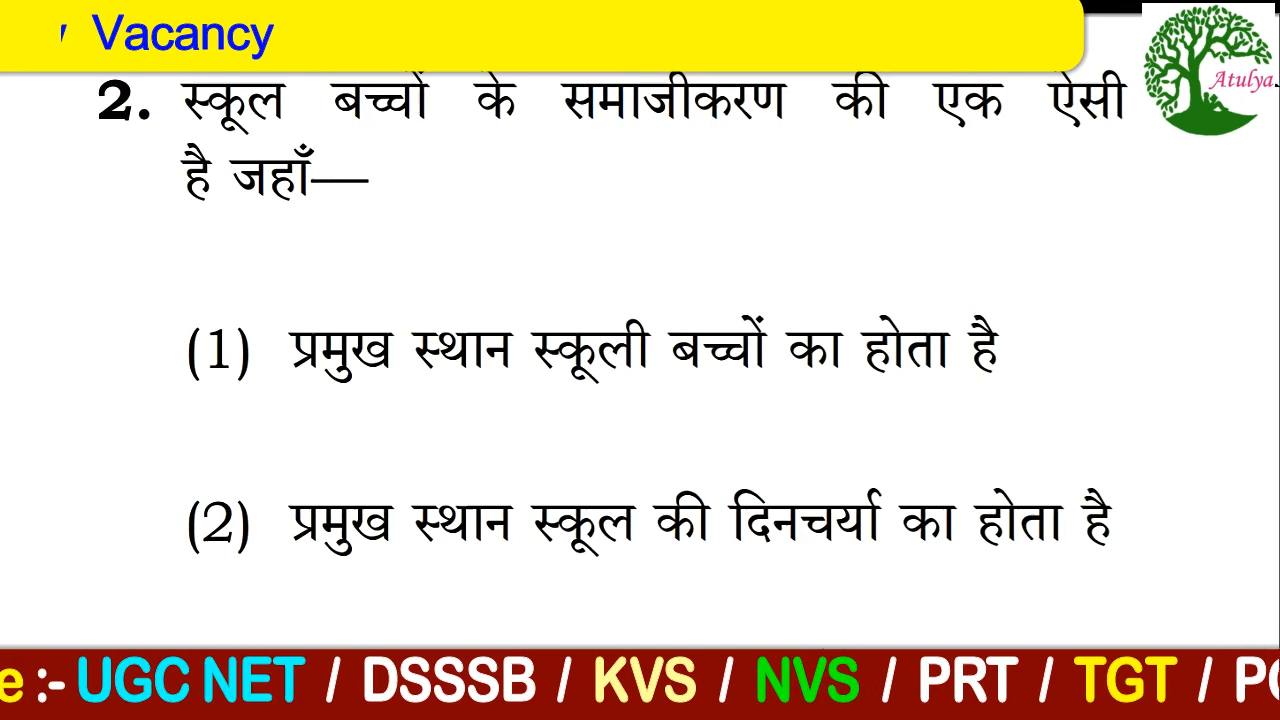 Vacancy
Atulya
2. स्कूल बच्चों के समाजीकरण की एक ऐसी
है जहाँ—
(1) प्रमुख स्थान स्कूली बच्चों का होता है
(2) प्रमुख स्थान स्कूल की दिनचर्या का होता है
e :- UGC NET / DSSSB / KVS / NVS / PRT / TGT /